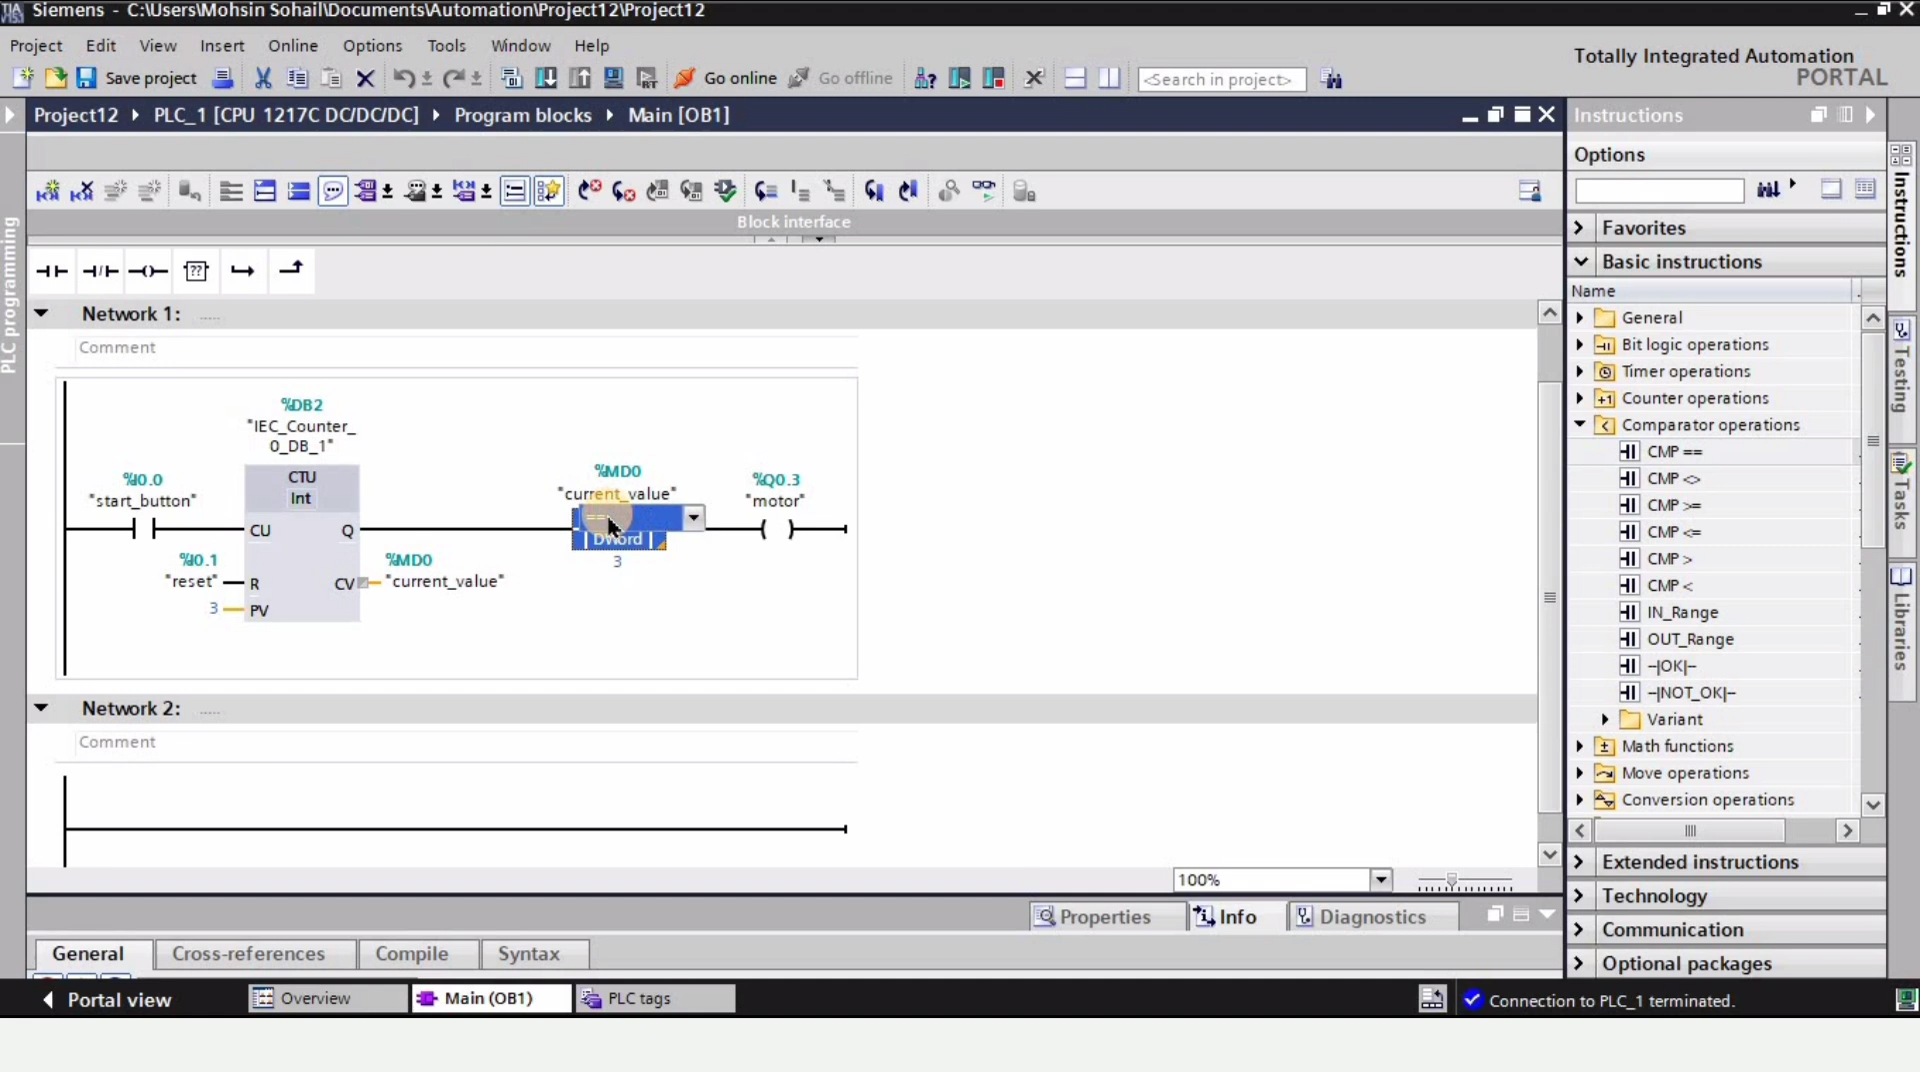 Siemens - C:\Users\Mohsin Sohail\Documents\Automation\Project12\Project12
Project Edit View Insert Online Options Tools Window Help
Totally Integrated Automation
PORTAL
Save project Go online Go offline <Search in project>
Project12 PLC_1 [CPU 1217C DC/DC/DC] Program blocks Main [OB1]
Block interface
??
PLC programming
Network 1: .....
Comment
%DB2
"IEC_Counter_
0_DB_1"
CTU
Int
%I0.0
"start_button"
CU Q
%I0.1
"reset"
R CV
3 PV
%MD0
"current_value"
%MD0
"current_value"
==
DWord
3
%Q0.3
"motor"
Network 2: .....
Comment
100%
Properties Info Diagnostics
General Cross-references Compile Syntax
Instructions
Options
Favorites
Basic instructions
Name
General
Bit logic operations
Timer operations
Counter operations
Comparator operations
CMP ==
CMP <>
CMP >=
CMP <=
CMP >
CMP <
IN_Range
OUT_Range
-|OK|-
-|NOT_OK|-
Variant
Math functions
Move operations
Conversion operations
Extended instructions
Technology
Communication
Optional packages
Instructions
Testing
Tasks
Libraries
Portal view Overview Main (OB1) PLC tags Connection to PLC_1 terminated.